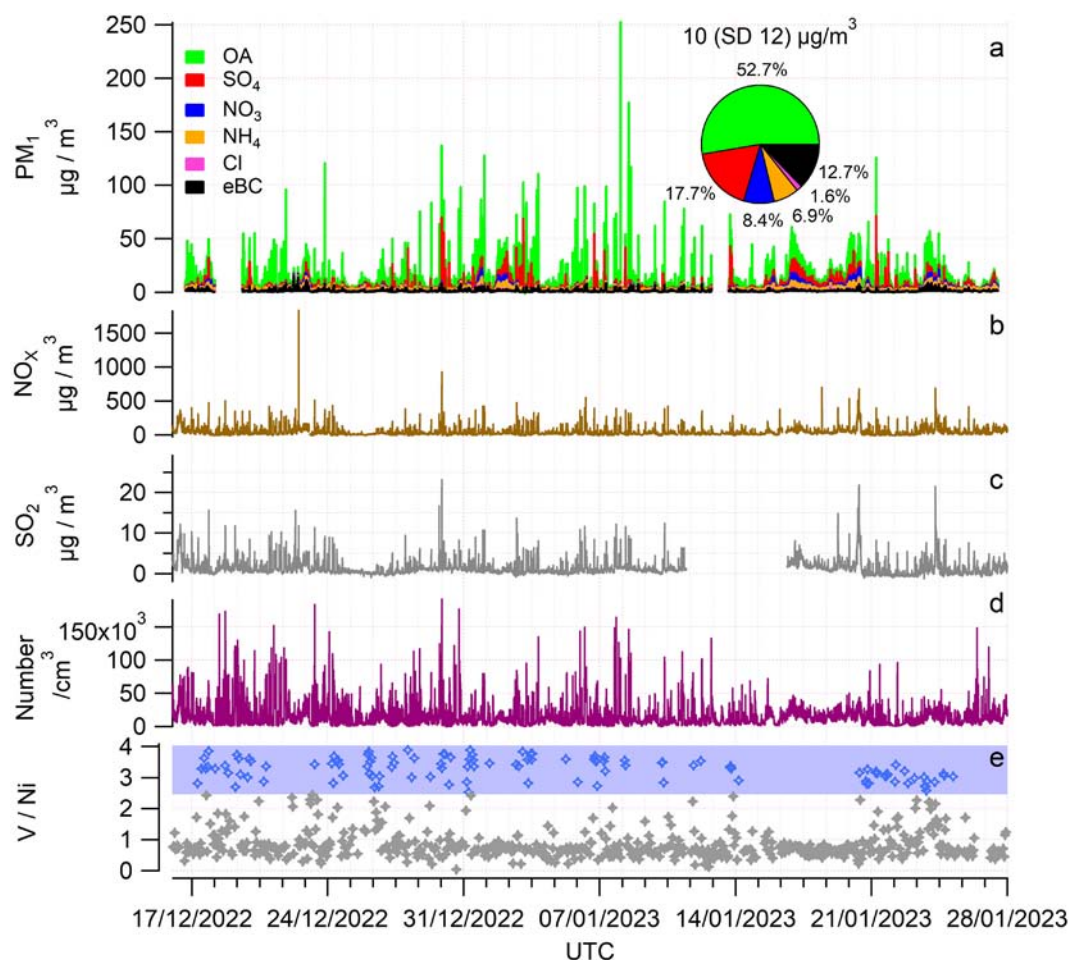 250
200
150
100
50
0
PM₁
µg / m³
OA
SO₄
NO₃
NH₄
Cl
eBC
10 (SD 12) µg/m³
52.7%
17.7%
8.4%
6.9%
1.6%
12.7%
a
1500
1000
500
0
NOₓ
µg / m³
b
20
10
0
SO₂
µg / m³
c
150x10³
100
50
0
Number
/cm³
d
4
3
2
1
0
V / Ni
e
17/12/2022 24/12/2022 31/12/2022 07/01/2023 14/01/2023 21/01/2023 28/01/2023
UTC